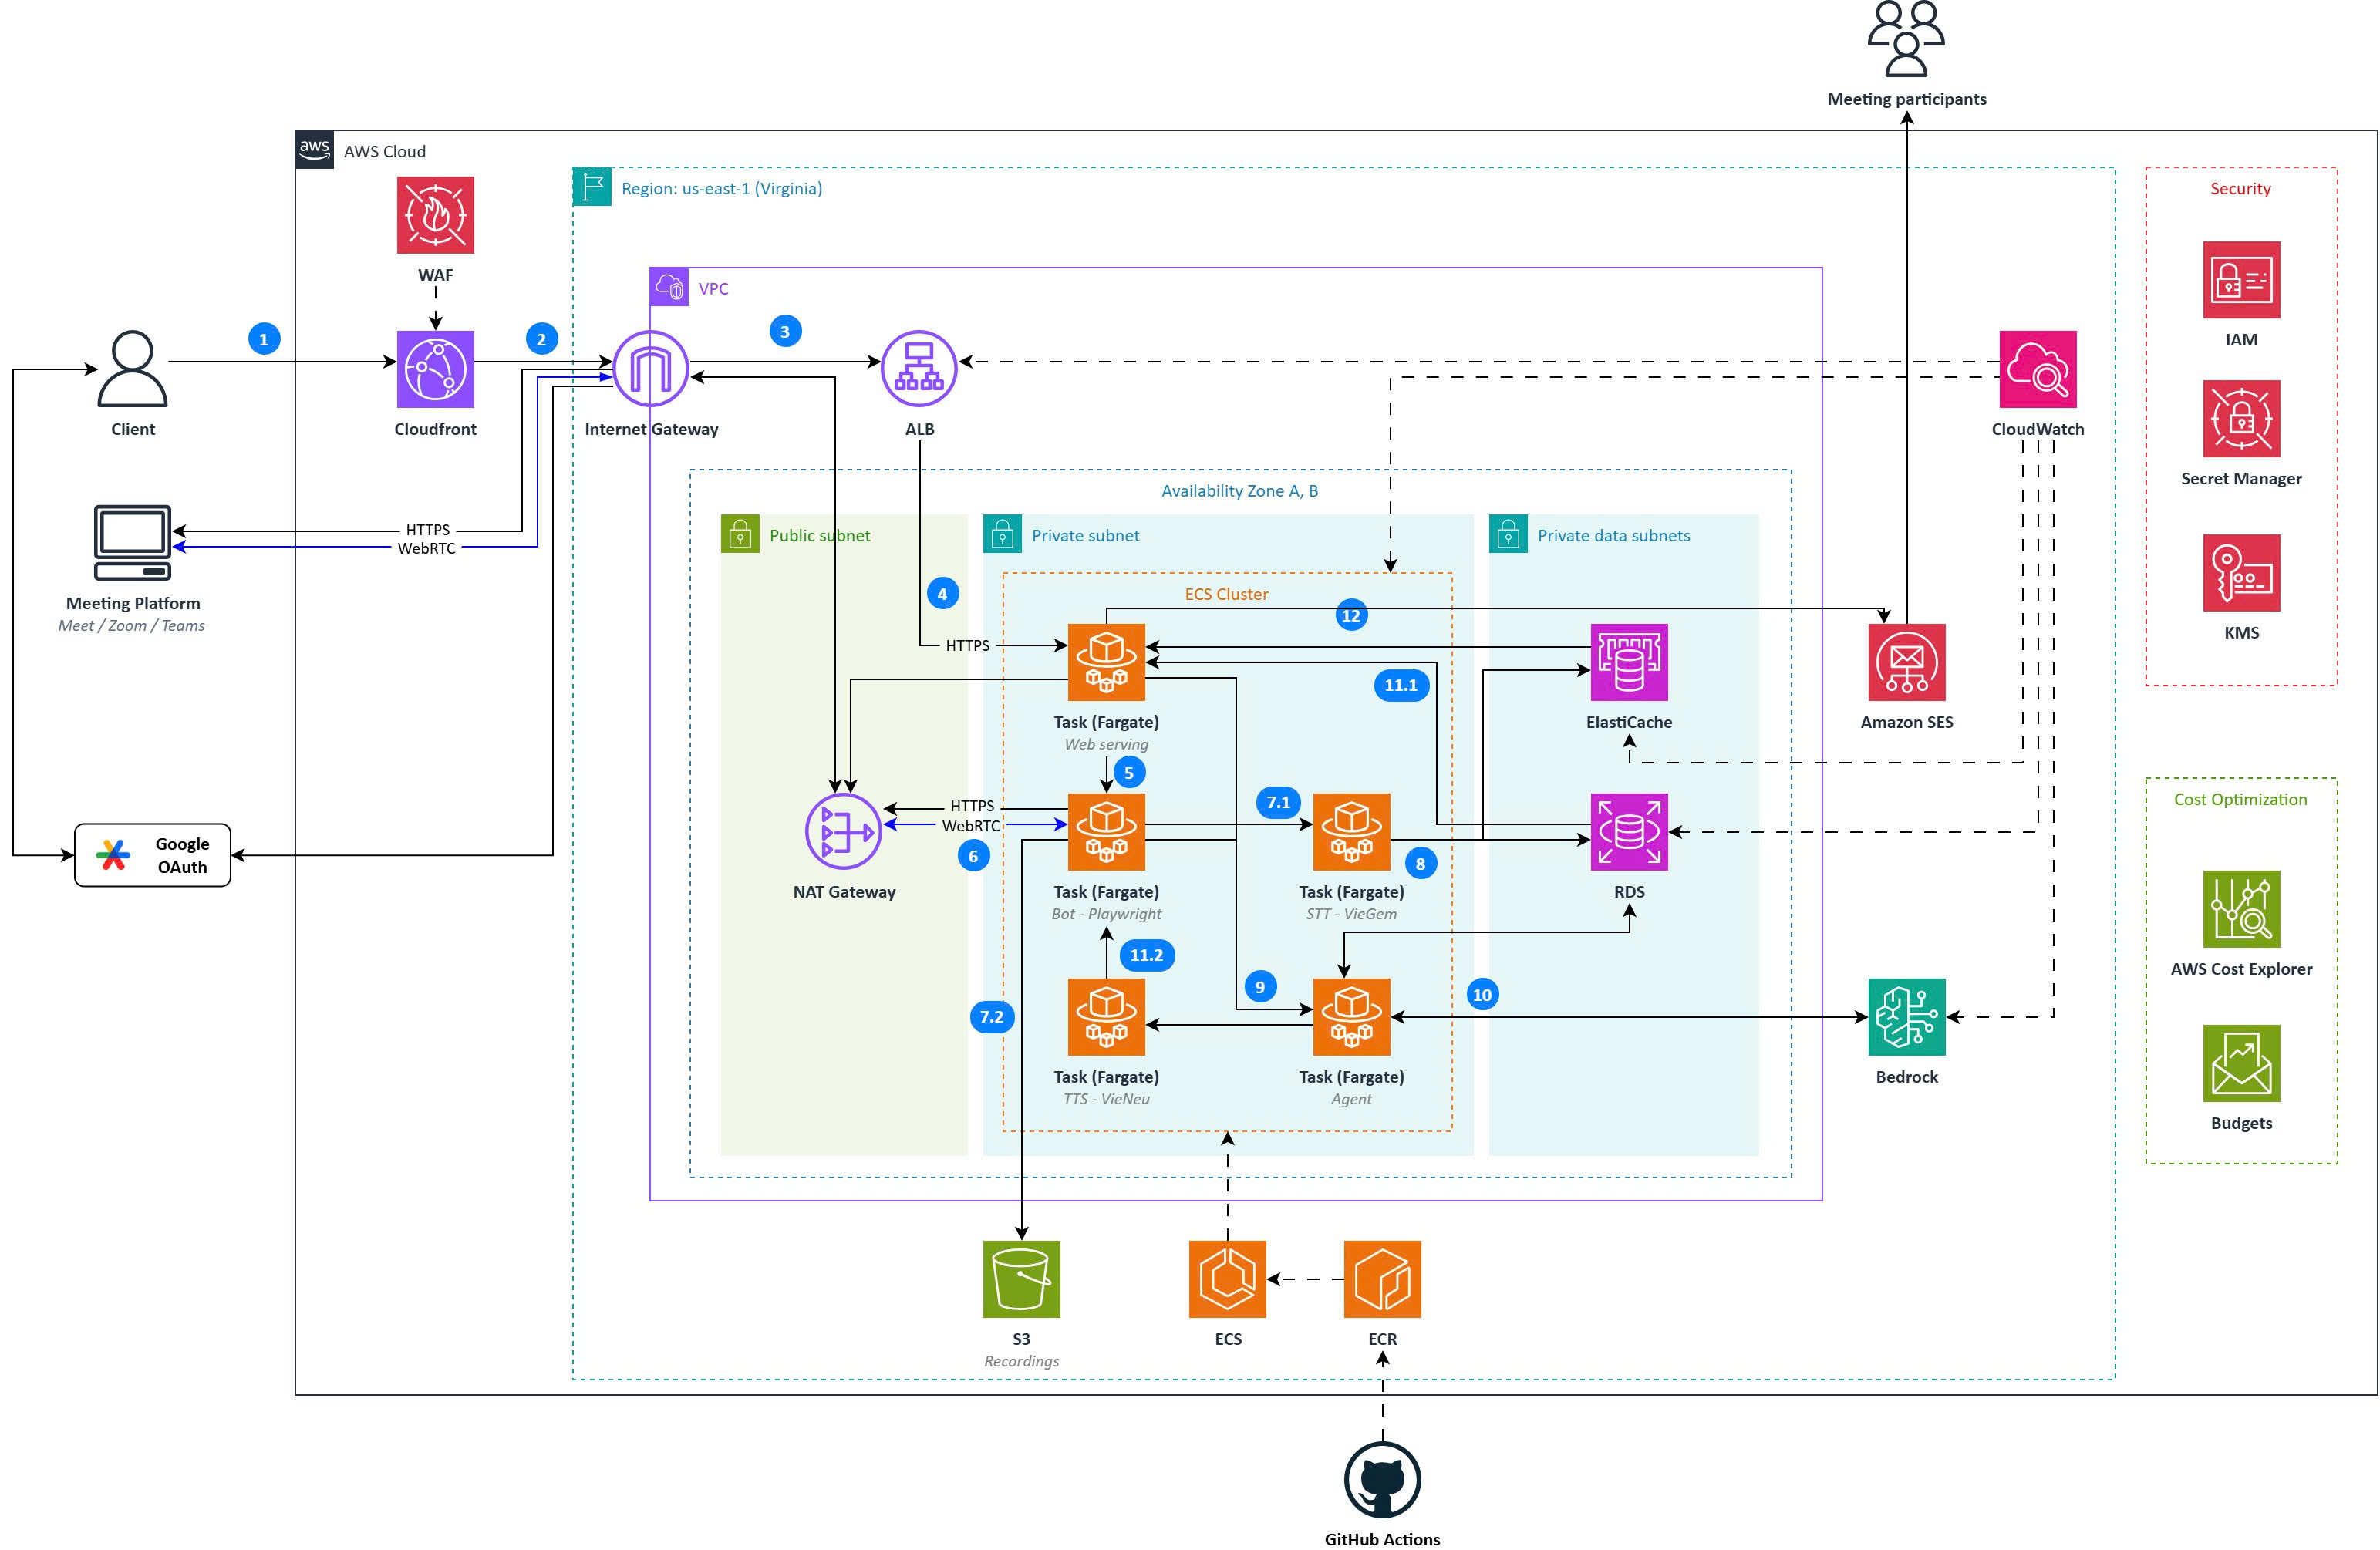 Meeting participants
aws
AWS Cloud
Region: us-east-1 (Virginia)
Security
WAF
VPC
IAM
1
2
3
Client
Cloudfront
Internet Gateway
ALB
CloudWatch
Secret Manager
Availability Zone A, B
HTTPS
WebRTC
Public subnet
Private subnet
Private data subnets
Meeting Platform
Meet / Zoom / Teams
4
ECS Cluster
12
HTTPS
KMS
11.1
Task (Fargate)
Web serving
ElastiCache
Amazon SES
5
Cost Optimization
HTTPS
WebRTC
7.1
6
8
Google
OAuth
NAT Gateway
Task (Fargate)
Bot - Playwright
Task (Fargate)
STT - VieGem
RDS
11.2
AWS Cost Explorer
9
10
7.2
Task (Fargate)
TTS - VieNeu
Task (Fargate)
Agent
Bedrock
Budgets
S3
Recordings
ECS
ECR
GitHub Actions